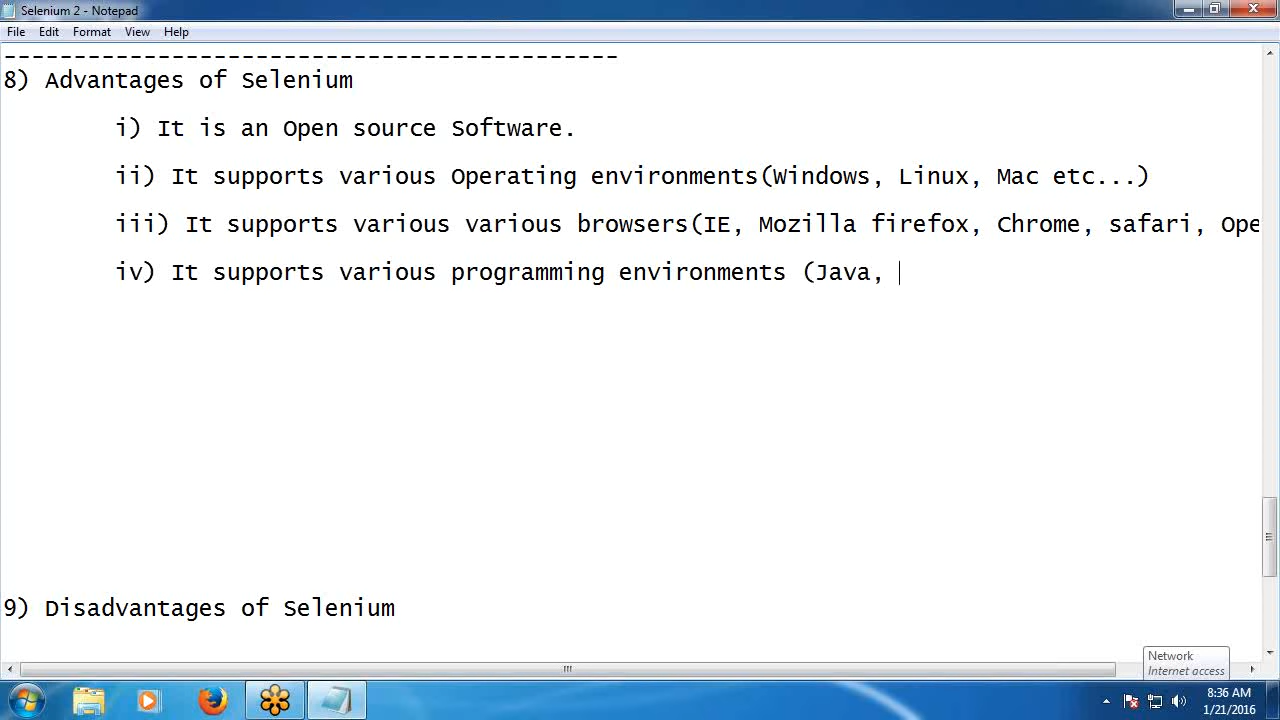 Selenium 2 - Notepad
File Edit Format View Help
--------------------------------------------
8) Advantages of Selenium
i) It is an Open source Software.
ii) It supports various Operating environments(Windows, Linux, Mac etc...)
iii) It supports various various browsers(IE, Mozilla firefox, Chrome, safari, Ope
iv) It supports various programming environments (Java,
9) Disadvantages of Selenium
Network
Internet access
8:36 AM
1/21/2016